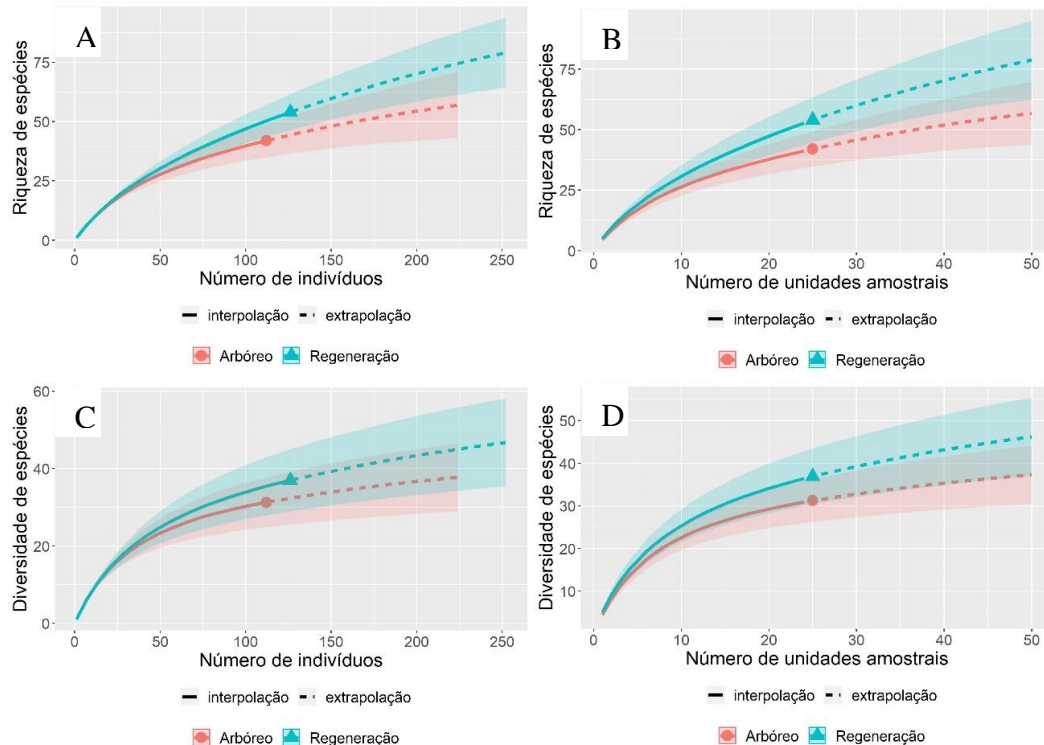 A
Riqueza de espécies
75
50
25
0
0 50 100 150 200 250
Número de indivíduos
interpolação extrapolação
Arbóreo Regeneração
B
Riqueza de espécies
75
50
25
0
0 10 20 30 40 50
Número de unidades amostrais
interpolação extrapolação
Arbóreo Regeneração
C
Diversidade de espécies
60
40
20
0
0 50 100 150 200 250
Número de indivíduos
interpolação extrapolação
Arbóreo Regeneração
D
Diversidade de espécies
50
40
30
20
10
0 10 20 30 40 50
Número de unidades amostrais
interpolação extrapolação
Arbóreo Regeneração